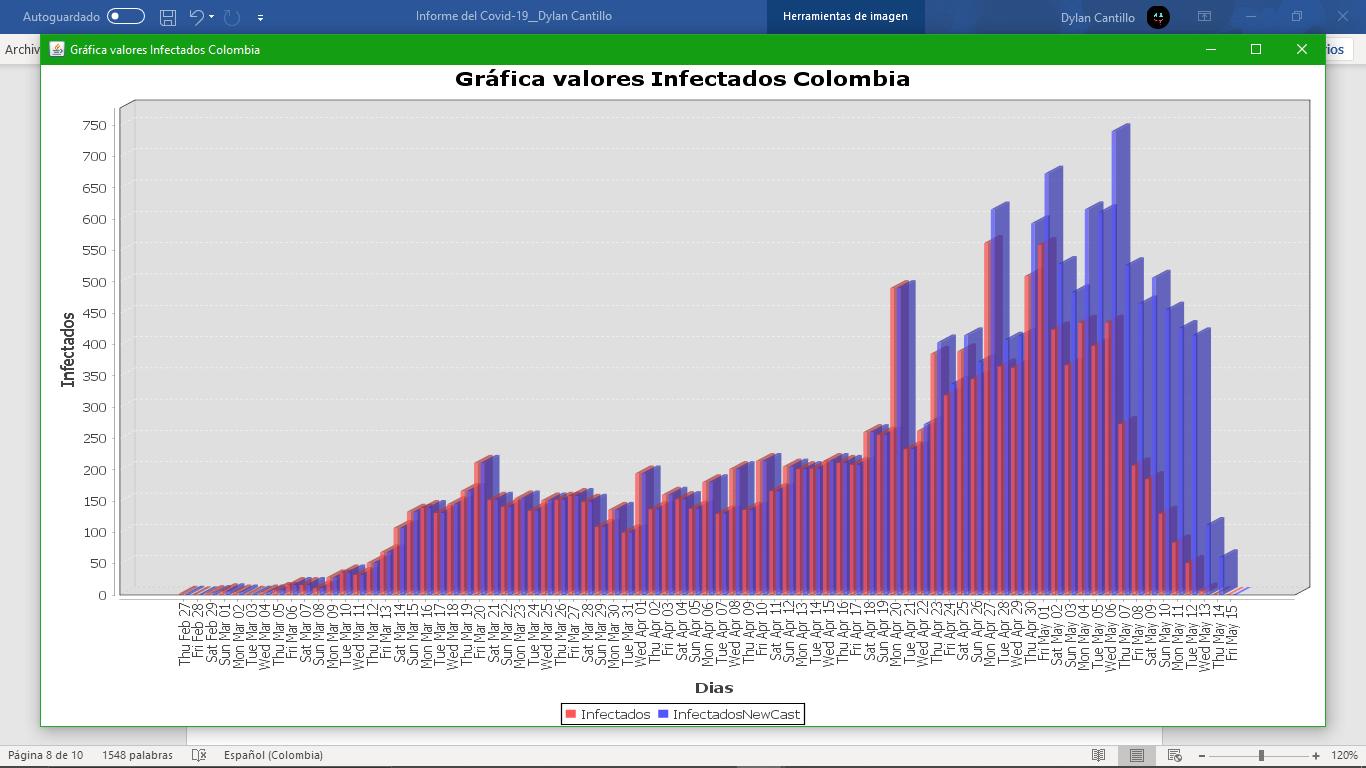 Autoguardado
Informe del Covid-19__Dylan Cantillo
Herramientas de imagen
Dylan Cantillo
Archiv
rios
Gráfica valores Infectados Colombia
Gráfica valores Infectados Colombia
Infectados
750
700
650
600
550
500
450
400
350
300
250
200
150
100
50
0
Thu Feb 27
Fri Feb 28
Sat Feb 29
Sun Mar 01
Mon Mar 02
Tue Mar 03
Wed Mar 04
Thu Mar 05
Fri Mar 06
Sat Mar 07
Sun Mar 08
Mon Mar 09
Tue Mar 10
Wed Mar 11
Thu Mar 12
Fri Mar 13
Sat Mar 14
Sun Mar 15
Mon Mar 16
Tue Mar 17
Wed Mar 18
Thu Mar 19
Fri Mar 20
Sat Mar 21
Sun Mar 22
Mon Mar 23
Tue Mar 24
Wed Mar 25
Thu Mar 26
Fri Mar 27
Sat Mar 28
Sun Mar 29
Mon Mar 30
Tue Mar 31
Wed Apr 01
Thu Apr 02
Fri Apr 03
Sat Apr 04
Sun Apr 05
Mon Apr 06
Tue Apr 07
Wed Apr 08
Thu Apr 09
Fri Apr 10
Sat Apr 11
Sun Apr 12
Mon Apr 13
Tue Apr 14
Wed Apr 15
Thu Apr 16
Fri Apr 17
Sat Apr 18
Sun Apr 19
Mon Apr 20
Tue Apr 21
Wed Apr 22
Thu Apr 23
Fri Apr 24
Sat Apr 25
Sun Apr 26
Mon Apr 27
Tue Apr 28
Wed Apr 29
Thu Apr 30
Fri May 01
Sat May 02
Sun May 03
Mon May 04
Tue May 05
Wed May 06
Thu May 07
Fri May 08
Sat May 09
Sun May 10
Mon May 11
Tue May 12
Wed May 13
Thu May 14
Fri May 15
Dias
Infectados InfectadosNewCast
Página 8 de 10 1548 palabras Español (Colombia) 120%